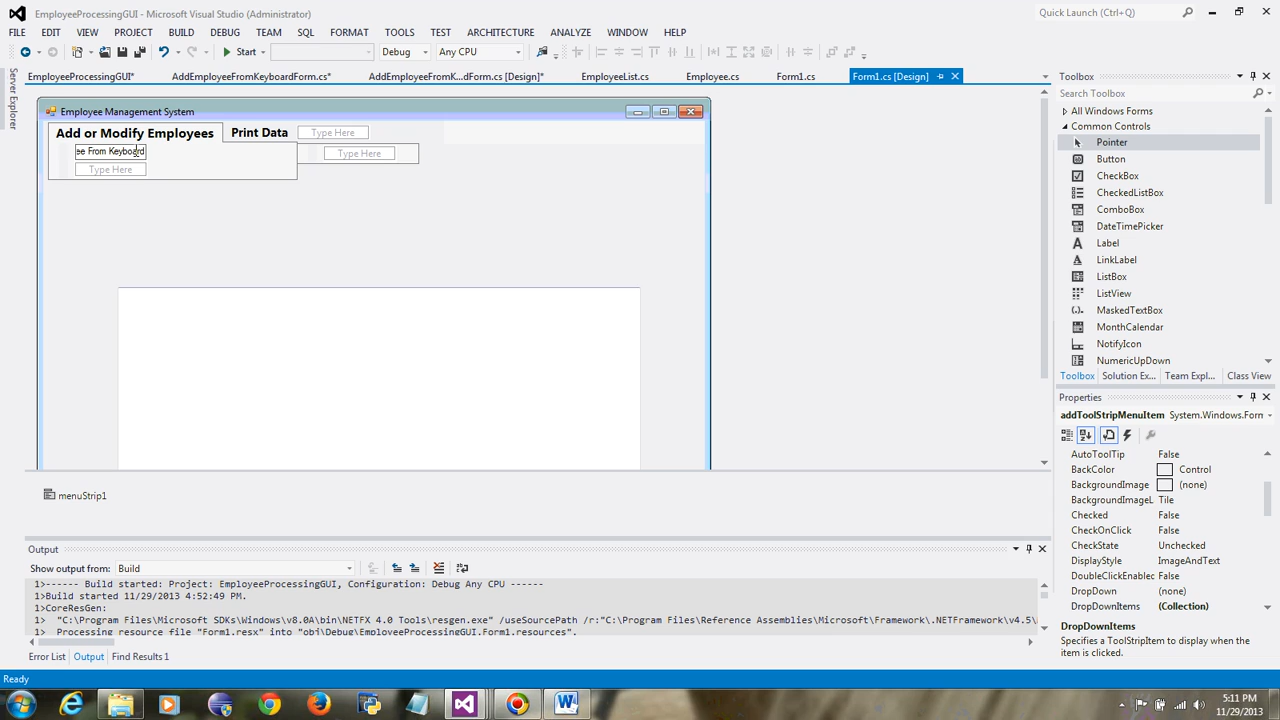 EmployeeProcessingGUI - Microsoft Visual Studio (Administrator)
Quick Launch (Ctrl+Q)
FILE EDIT VIEW PROJECT BUILD DEBUG TEAM SQL FORMAT TOOLS TEST ARCHITECTURE ANALYZE WINDOW HELP
Start Debug Any CPU
Server Explorer
EmployeeProcessingGUI* AddEmployeeFromKeyboardForm.cs* AddEmployeeFromK...dForm.cs [Design]* EmployeeList.cs Employee.cs Form1.cs Form1.cs [Design]
Employee Management System
Add or Modify Employees Print Data Type Here
ee From Keyboard Type Here
Type Here
menuStrip1
Toolbox
Search Toolbox
All Windows Forms
Common Controls
Pointer
Button
CheckBox
CheckedListBox
ComboBox
DateTimePicker
Label
LinkLabel
ListBox
ListView
MaskedTextBox
MonthCalendar
NotifyIcon
NumericUpDown
Toolbox Solution Ex... Team Expl... Class View
Properties
addToolStripMenuItem System.Windows.Forn
AutoToolTip False
BackColor Control
BackgroundImage (none)
BackgroundImageL Tile
Checked False
CheckOnClick False
CheckState Unchecked
DisplayStyle ImageAndText
DoubleClickEnablec False
DropDown (none)
DropDownItems (Collection)
DropDownItems
Specifies a ToolStripItem to display when the
item is clicked.
Output
Show output from: Build
1>------ Build started: Project: EmployeeProcessingGUI, Configuration: Debug Any CPU ------
1>Build started 11/29/2013 4:52:49 PM.
1>CoreResGen:
1> "C:\Program Files\Microsoft SDKs\Windows\v8.0A\bin\NETFX 4.0 Tools\resgen.exe" /useSourcePath /r:"C:\Program Files\Reference Assemblies\Microsoft\Framework\.NETFramework\v4.5\
1> Processing resource file "Form1.resx" into "obj\Debug\EmployeeProcessingGUI.Form1.resources".
Error List Output Find Results 1
Ready
5:11 PM
11/29/2013